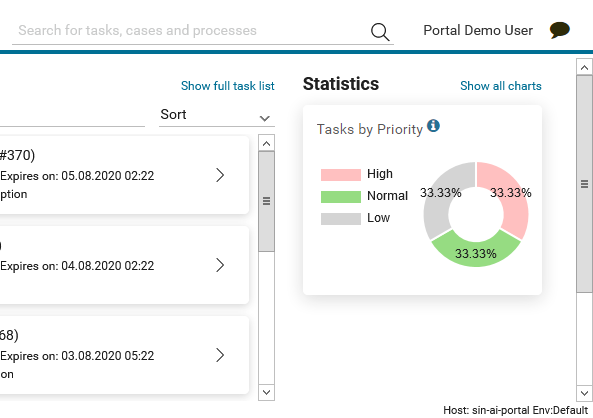 Search for tasks, cases and processes
Portal Demo User
Show full task list
Sort
#370)
Expires on: 05.08.2020 02:22
ption
)
Expires on: 04.08.2020 02:22
68)
Expires on: 03.08.2020 05:22
on
Statistics
Show all charts
Tasks by Priority
High
Normal
Low
33.33%
33.33%
33.33%
Host: sin-ai-portal Env:Default